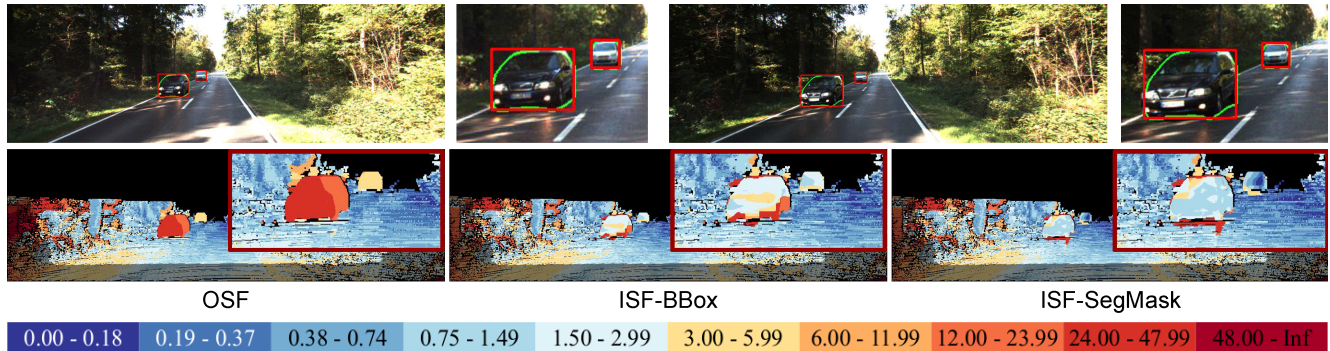 OSF ISF-BBox ISF-SegMask
0.00 - 0.18 0.19 - 0.37 0.38 - 0.74 0.75 - 1.49 1.50 - 2.99 3.00 - 5.99 6.00 - 11.99 12.00 - 23.99 24.00 - 47.99 48.00 - Inf